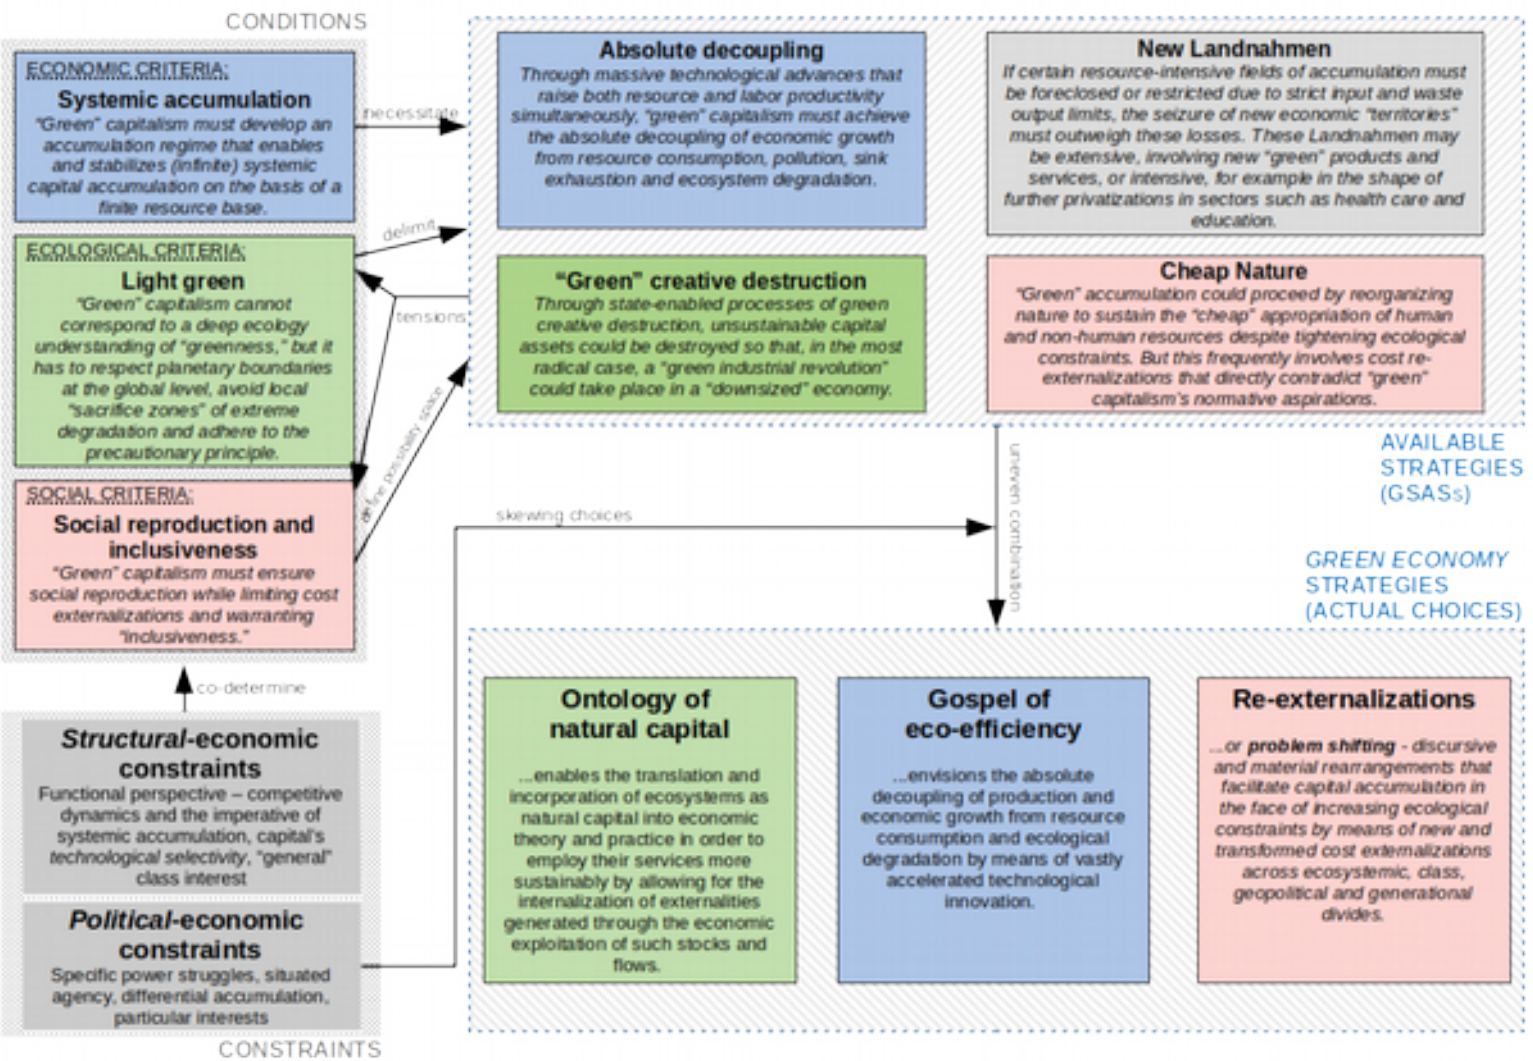 CONDITIONS
ECONOMIC CRITERIA:
Systemic accumulation
"Green" capitalism must develop an
accumulation regime that enables
and stabilizes (infinite) systemic
capital accumulation on the basis of a
finite resource base.
ECOLOGICAL CRITERIA:
Light green
"Green" capitalism cannot
correspond to a deep ecology
understanding of "greenness," but it
has to respect planetary boundaries
at the global level, avoid local
"sacrifice zones" of extreme
degradation and adhere to the
precautionary principle.
SOCIAL CRITERIA:
Social reproduction and
inclusiveness
"Green" capitalism must ensure
social reproduction while limiting cost
externalizations and warranting
"inclusiveness."
co-determine
Structural-economic
constraints
Functional perspective – competitive
dynamics and the imperative of
systemic accumulation, capital's
technological selectivity, "general"
class interest
Political-economic
constraints
Specific power struggles, situated
agency, differential accumulation,
particular interests
CONSTRAINTS
necessitate
delimit
tensions
define possibility space
skewing choices
uneven combination
Absolute decoupling
Through massive technological advances that
raise both resource and labor productivity
simultaneously, "green" capitalism must achieve
the absolute decoupling of economic growth
from resource consumption, pollution, sink
exhaustion and ecosystem degradation.
New Landnahmen
If certain resource-intensive fields of accumulation must
be foreclosed or restricted due to strict input and waste
output limits, the seizure of new economic "territories"
must outweigh these losses. These Landnahmen may
be extensive, involving new "green" products and
services, or intensive, for example in the shape of
further privatizations in sectors such as health care and
education.
"Green" creative destruction
Through state-enabled processes of green
creative destruction, unsustainable capital
assets could be destroyed so that, in the most
radical case, a "green industrial revolution"
could take place in a "downsized" economy.
Cheap Nature
"Green" accumulation could proceed by reorganizing
nature to sustain the "cheap" appropriation of human
and non-human resources despite tightening ecological
constraints. But this frequently involves cost re-
externalizations that directly contradict "green"
capitalism's normative aspirations.
AVAILABLE
STRATEGIES
(GSASs)
GREEN ECONOMY
STRATEGIES
(ACTUAL CHOICES)
Ontology of
natural capital
...enables the translation and
incorporation of ecosystems as
natural capital into economic
theory and practice in order to
employ their services more
sustainably by allowing for the
internalization of externalities
generated through the economic
exploitation of such stocks and
flows.
Gospel of
eco-efficiency
...envisions the absolute
decoupling of production and
economic growth from resource
consumption and ecological
degradation by means of vastly
accelerated technological
innovation.
Re-externalizations
...or problem shifting - discursive
and material rearrangements that
facilitate capital accumulation in
the face of increasing ecological
constraints by means of new and
transformed cost externalizations
across ecosystemic, class,
geopolitical and generational
divides.